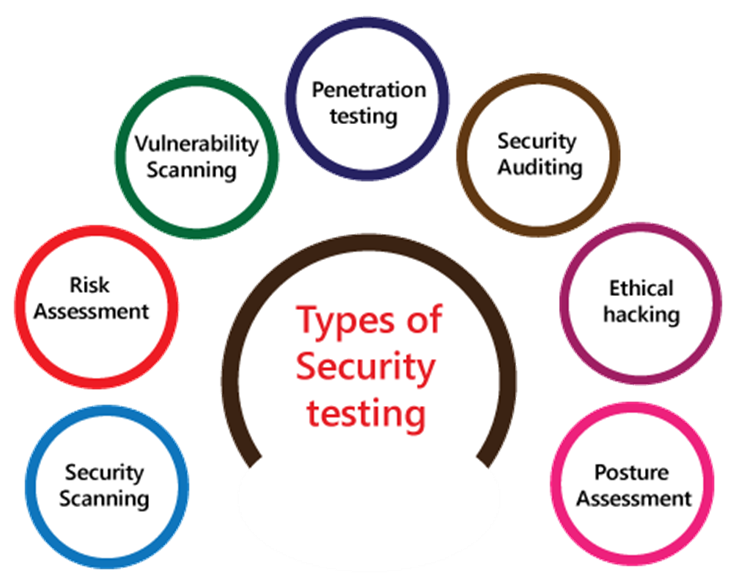 Penetration
testing
Vulnerability
Scanning
Security
Auditing
Risk
Assessment
Ethical
hacking
Types of
Security
testing
Security
Scanning
Posture
Assessment